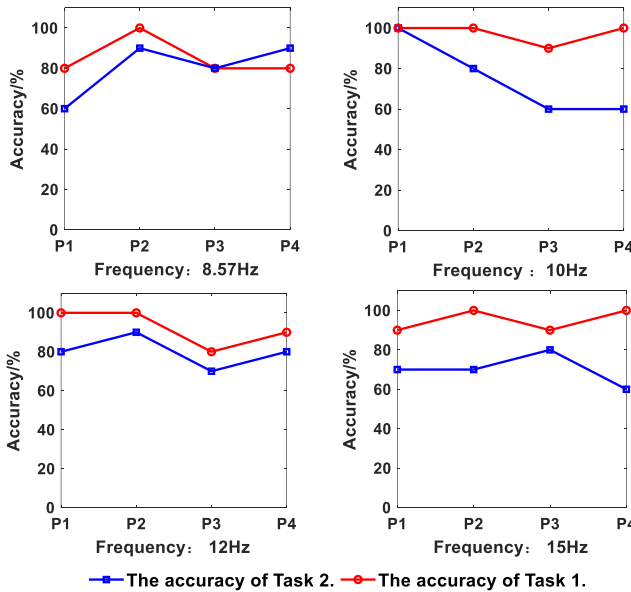 100
80
60
40
20
0
Accuracy/%
P1 P2 P3 P4
Frequency：8.57Hz
100
80
60
40
20
0
Accuracy/%
P1 P2 P3 P4
Frequency ：10Hz
100
80
60
40
20
0
Accuracy/%
P1 P2 P3 P4
Frequency： 12Hz
100
80
60
40
20
0
Accuracy/%
P1 P2 P3 P4
Frequency： 15Hz
The accuracy of Task 2. The accuracy of Task 1.